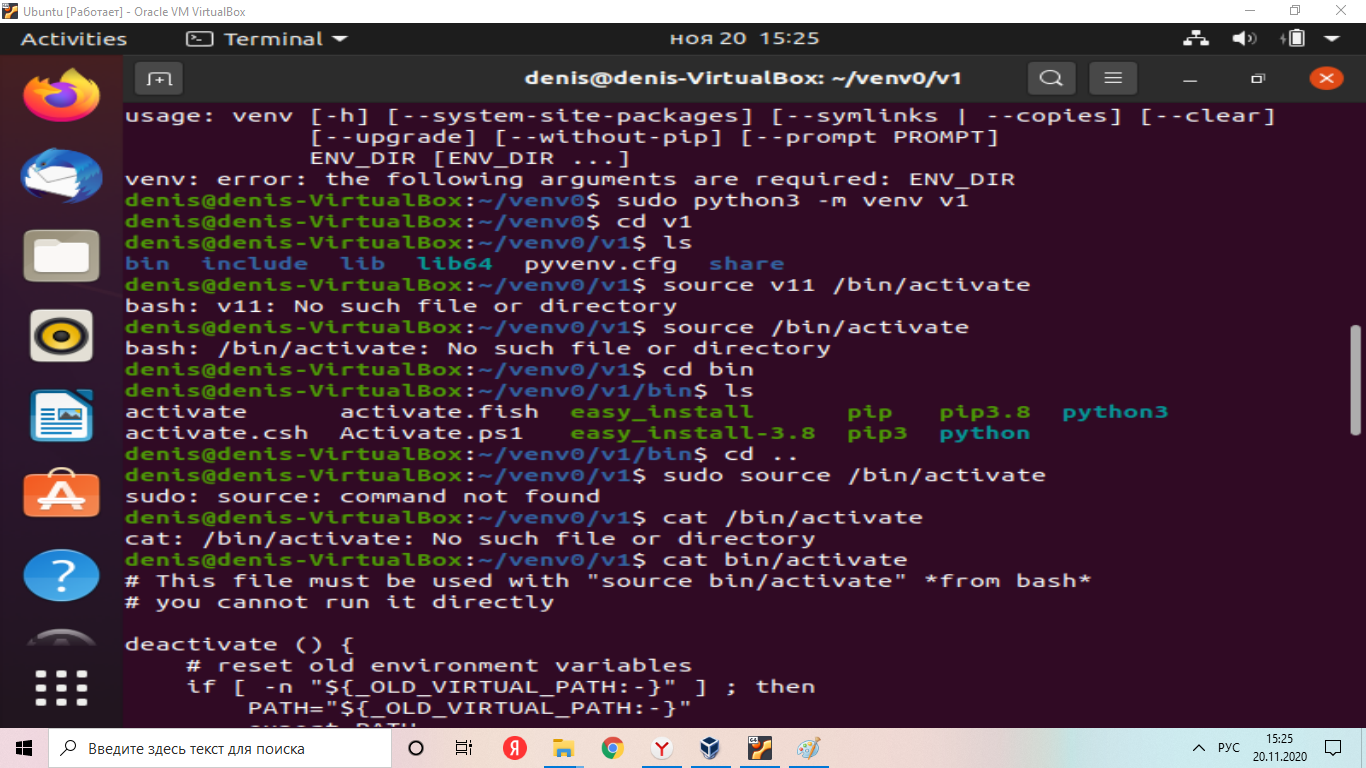 Ubuntu [Работает] - Oracle VM VirtualBox
Activities Terminal ноя 20 15:25
denis@denis-VirtualBox: ~/venv0/v1
usage: venv [-h] [--system-site-packages] [--symlinks | --copies] [--clear]
[--upgrade] [--without-pip] [--prompt PROMPT]
ENV_DIR [ENV_DIR ...]
venv: error: the following arguments are required: ENV_DIR
denis@denis-VirtualBox:~/venv0$ sudo python3 -m venv v1
denis@denis-VirtualBox:~/venv0$ cd v1
denis@denis-VirtualBox:~/venv0/v1$ ls
bin include lib lib64 pyvenv.cfg share
denis@denis-VirtualBox:~/venv0/v1$ source v11 /bin/activate
bash: v11: No such file or directory
denis@denis-VirtualBox:~/venv0/v1$ source /bin/activate
bash: /bin/activate: No such file or directory
denis@denis-VirtualBox:~/venv0/v1$ cd bin
denis@denis-VirtualBox:~/venv0/v1/bin$ ls
activate activate.fish easy_install pip pip3.8 python3
activate.csh Activate.ps1 easy_install-3.8 pip3 python
denis@denis-VirtualBox:~/venv0/v1/bin$ cd ..
denis@denis-VirtualBox:~/venv0/v1$ sudo source /bin/activate
sudo: source: command not found
denis@denis-VirtualBox:~/venv0/v1$ cat /bin/activate
cat: /bin/activate: No such file or directory
denis@denis-VirtualBox:~/venv0/v1$ cat bin/activate
# This file must be used with "source bin/activate" *from bash*
# you cannot run it directly
deactivate () {
# reset old environment variables
if [ -n "${_OLD_VIRTUAL_PATH:-}" ] ; then
PATH="${_OLD_VIRTUAL_PATH:-}"
export PATH
Введите здесь текст для поиска
РУС
15:25
20.11.2020